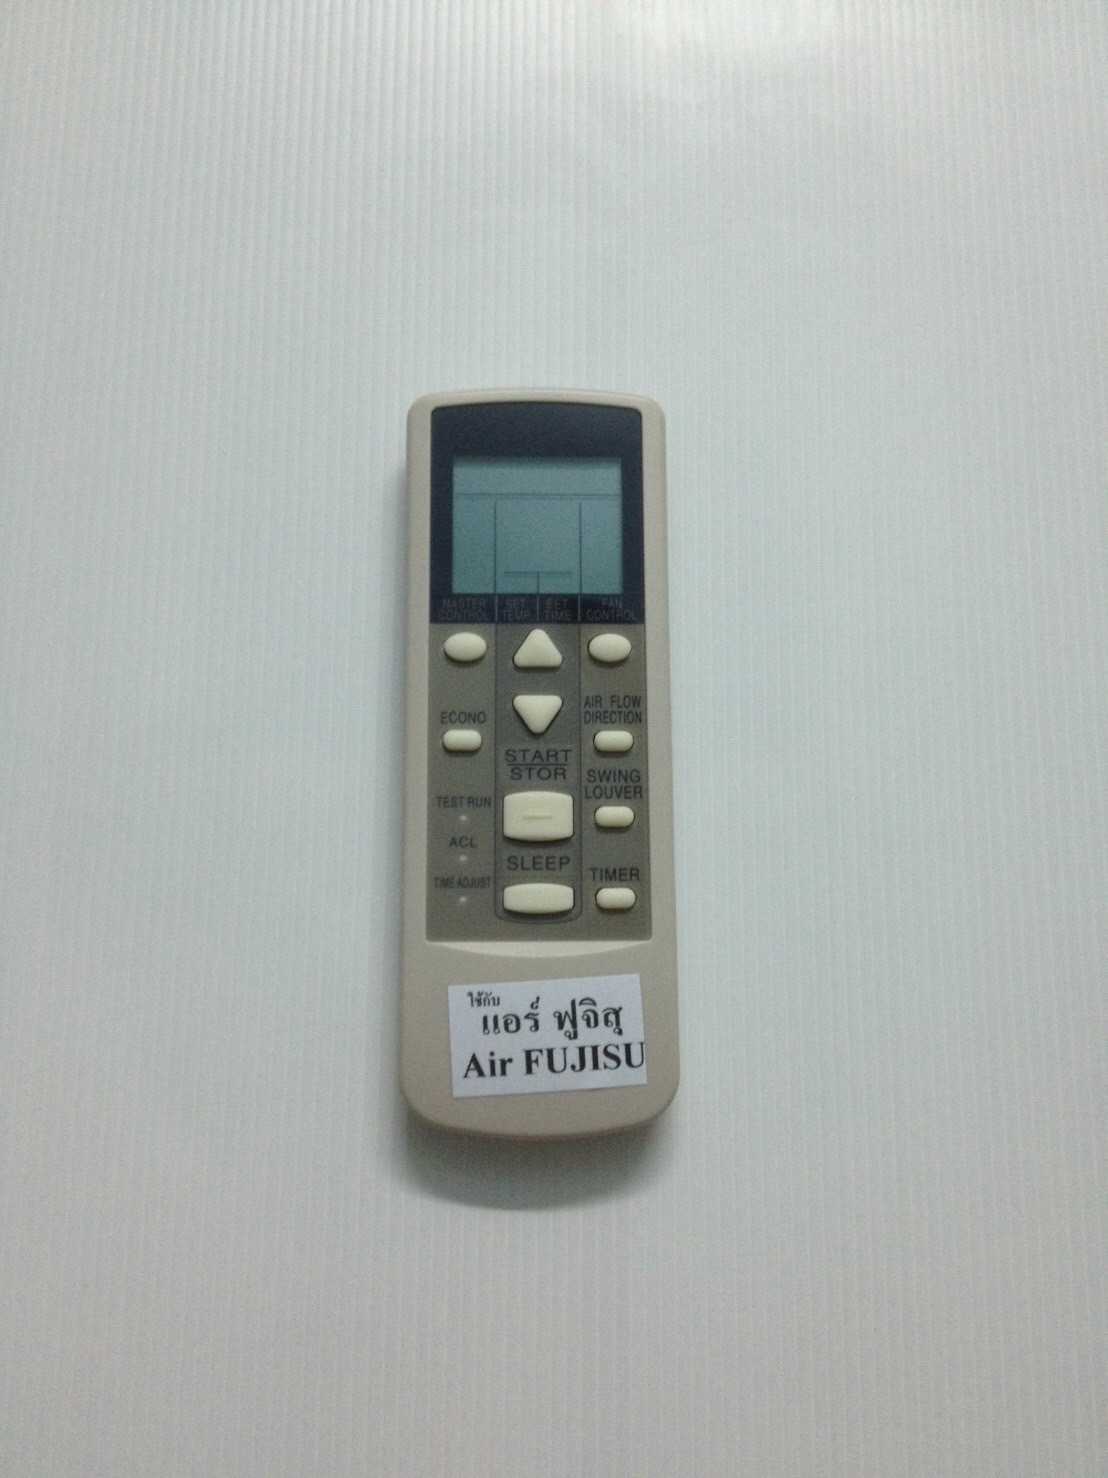 MASTER CONTROL
SET TEMP.
SET TIME
FAN CONTROL
ECONO
AIR FLOW
DIRECTION
START
STOR
SWING
LOUVER
TEST RUN
ACL
SLEEP
TIMER
TIME ADJUST
ใช้กับ
แอร์ ฟูจิสุ
Air FUJISU